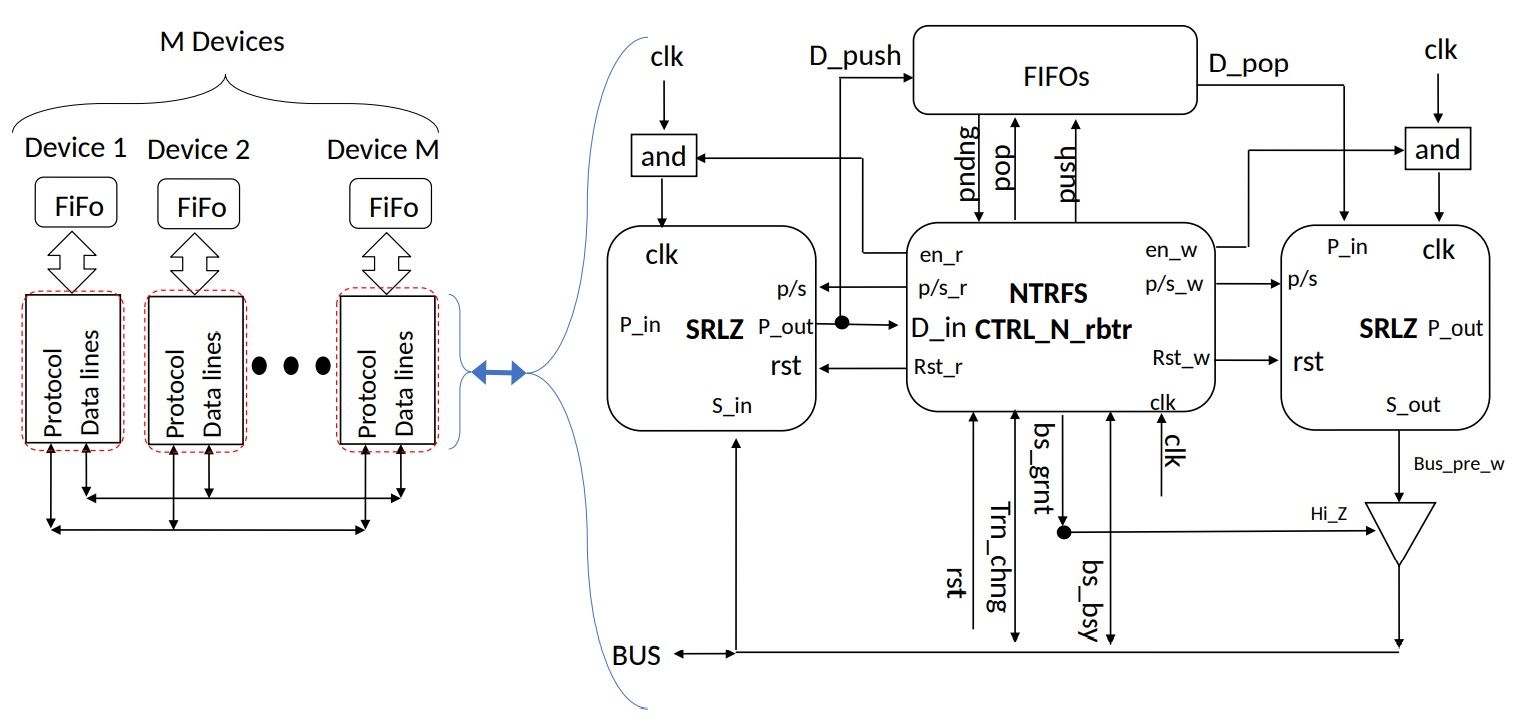 M Devices
Device 1
Device 2
Device M
FiFo
FiFo
FiFo
Protocol
Data lines
Protocol
Data lines
Protocol
Data lines
clk
D_push
FIFOs
D_pop
clk
and
pndng
pop
push
and
clk
p/s
P_in
SRLZ
P_out
rst
S_in
en_r
p/s_r
D_in
Rst_r
NTRFS
CTRL_N_rbtr
en_w
p/s_w
Rst_w
clk
P_in
clk
p/s
SRLZ
P_out
rst
S_out
rst
Trn_chng
bs_grnt
bs_bsy
clk
Bus_pre_w
Hi_Z
BUS